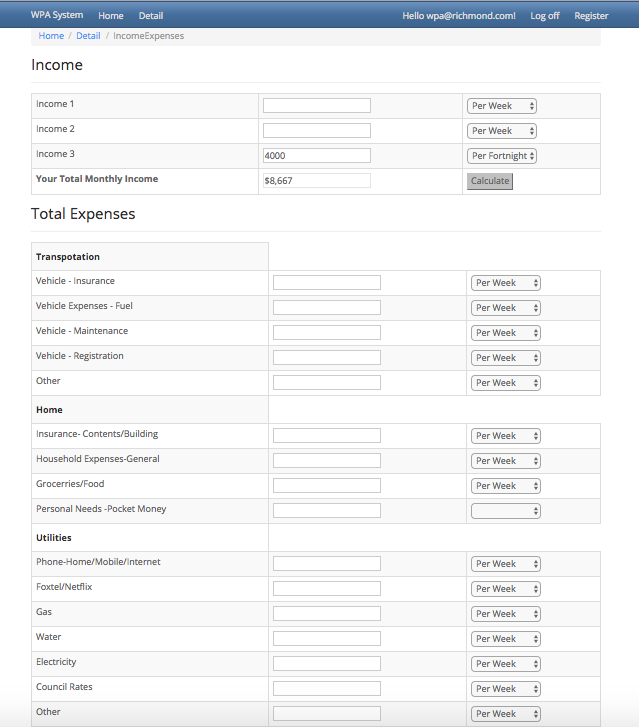 WPA System Home Detail Hello wpa@richmond.com! Log off Register
Home / Detail / IncomeExpenses
Income
Income 1 Per Week
Income 2 Per Week
Income 3 4000 Per Fortnight
Your Total Monthly Income $8,667 Calculate
Total Expenses
Transpotation
Vehicle - Insurance Per Week
Vehicle Expenses - Fuel Per Week
Vehicle - Maintenance Per Week
Vehicle - Registration Per Week
Other Per Week
Home
Insurance- Contents/Building Per Week
Household Expenses-General Per Week
Grocerries/Food Per Week
Personal Needs -Pocket Money
Utilities
Phone-Home/Mobile/Internet Per Week
Foxtel/Netflix Per Week
Gas Per Week
Water Per Week
Electricity Per Week
Council Rates Per Week
Other Per Week